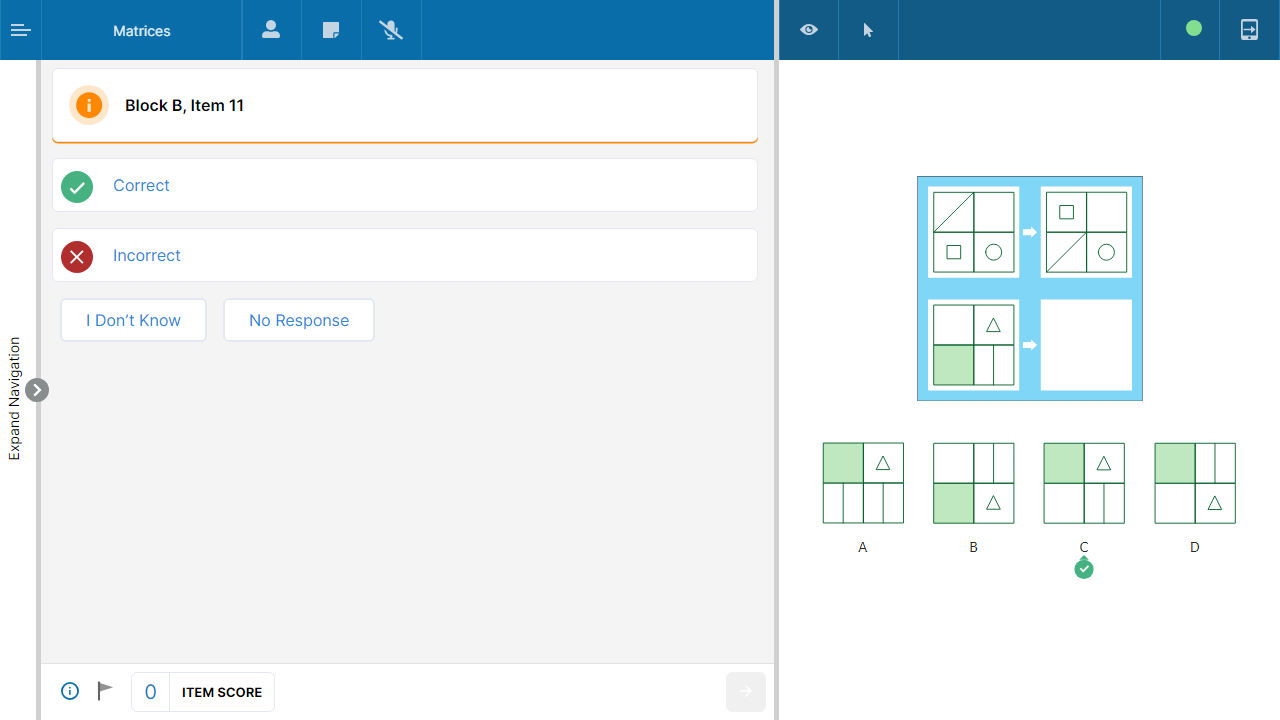 Matrices
Block B, Item 11
Correct
Incorrect
I Don’t Know
No Response
Expand Navigation
0
ITEM SCORE
A
B
C
D